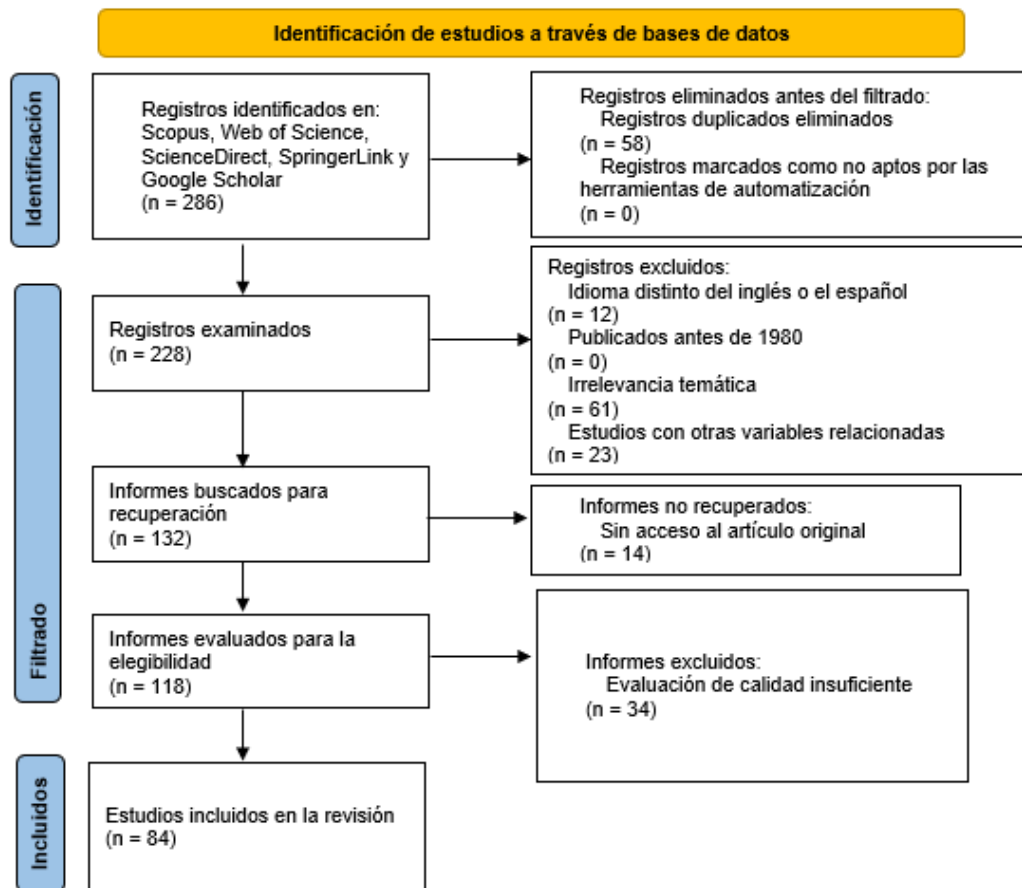 Identificación de estudios a través de bases de datos
Identificación
Registros identificados en:
Scopus, Web of Science,
ScienceDirect, SpringerLink y
Google Scholar
(n = 286)
Registros eliminados antes del filtrado:
Registros duplicados eliminados
(n = 58)
Registros marcados como no aptos por las
herramientas de automatización
(n = 0)
Filtrado
Registros examinados
(n = 228)
Registros excluidos:
Idioma distinto del inglés o el español
(n = 12)
Publicados antes de 1980
(n = 0)
Irrelevancia temática
(n = 61)
Estudios con otras variables relacionadas
(n = 23)
Informes buscados para
recuperación
(n = 132)
Informes no recuperados:
Sin acceso al artículo original
(n = 14)
Informes evaluados para la
elegibilidad
(n = 118)
Informes excluidos:
Evaluación de calidad insuficiente
(n = 34)
Incluidos
Estudios incluidos en la revisión
(n = 84)